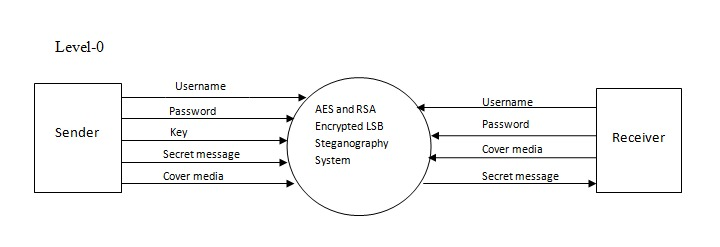 Level-0
Sender
Username
Password
Key
Secret message
Cover media
AES and RSA
Encrypted LSB
Steganography
System
Username
Password
Cover media
Secret message
Receiver